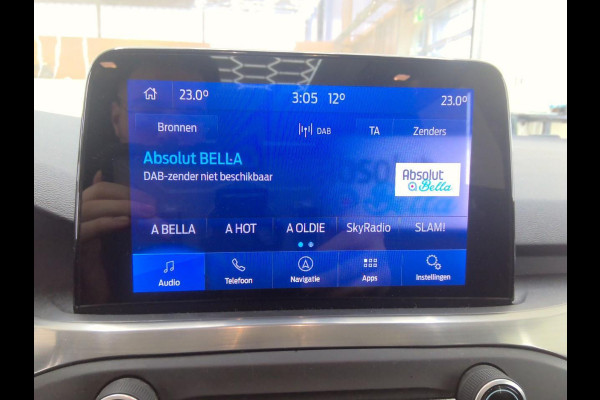 23.0° 3:05 12° 23.0°
Bronnen DAB TA Zenders
Absolut BELLA
DAB-zender niet beschikbaar
Absolut
Bella
A BELLA A HOT A OLDIE SkyRadio SLAM!
Audio Telefoon Navigatie Apps Instellingen